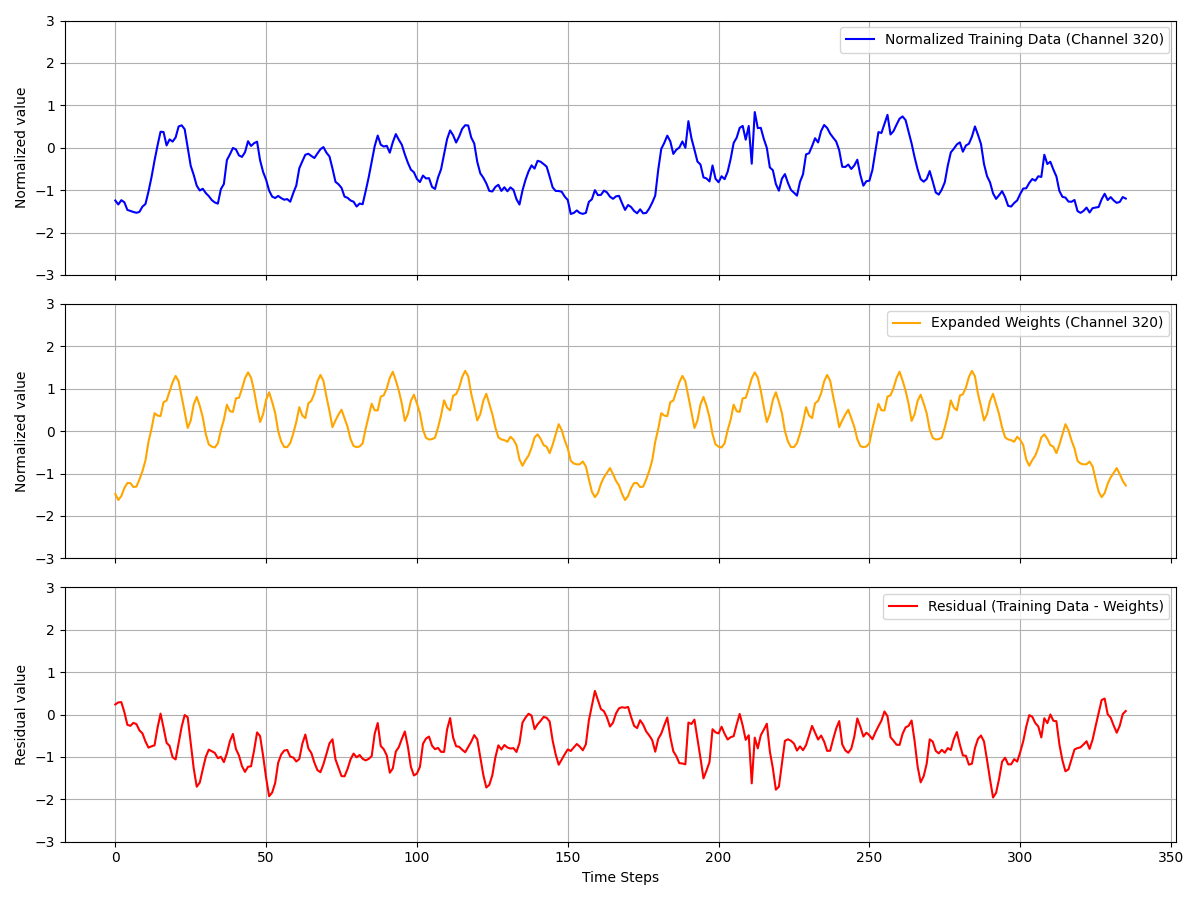 Normalized Training Data (Channel 320)
Normalized value
3
2
1
0
−1
−2
−3
Expanded Weights (Channel 320)
Normalized value
3
2
1
0
−1
−2
−3
Residual (Training Data - Weights)
Residual value
3
2
1
0
−1
−2
−3
0 50 100 150 200 250 300 350
Time Steps